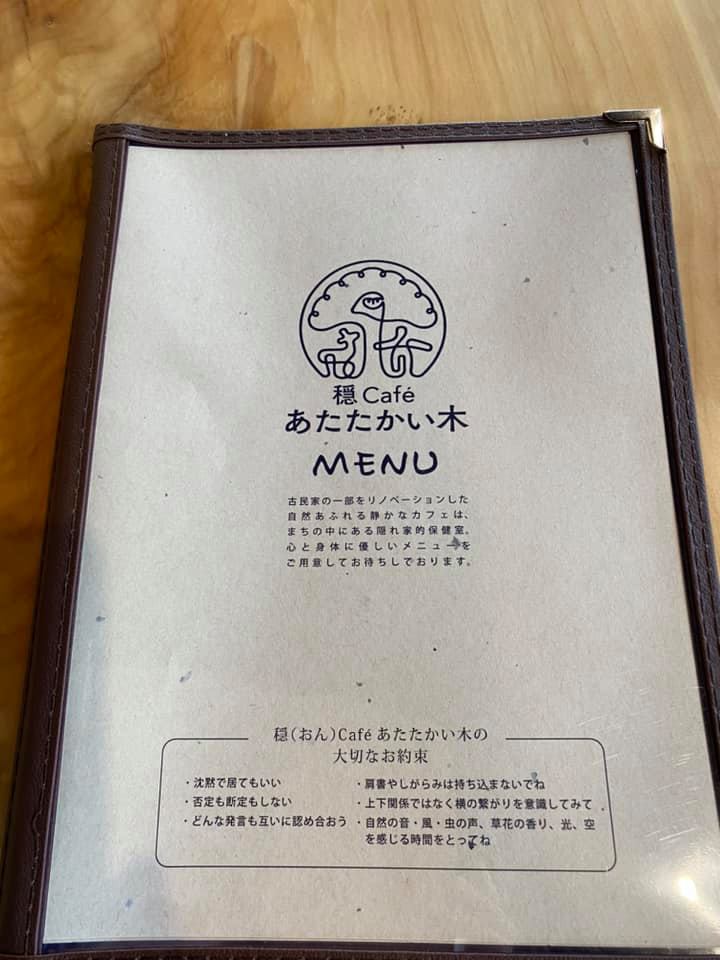 穏 Café
あたたかい木
MENU
古民家の一部をリノベーションした
自然あふれる静かなカフェは、
まちの中にある隠れ家的保健室。
心と身体に優しいメニューを
ご用意してお待ちしております。
穏（おん）Café あたたかい木の
大切なお約束
・沈黙で居てもいい
・否定も断定もしない
・どんな発言も互いに認め合おう
・肩書やしがらみは持ち込まないでね
・上下関係ではなく横の繋がりを意識してみて
・自然の音・風・虫の声、草花の香り、光、空
を感じる時間をとってね